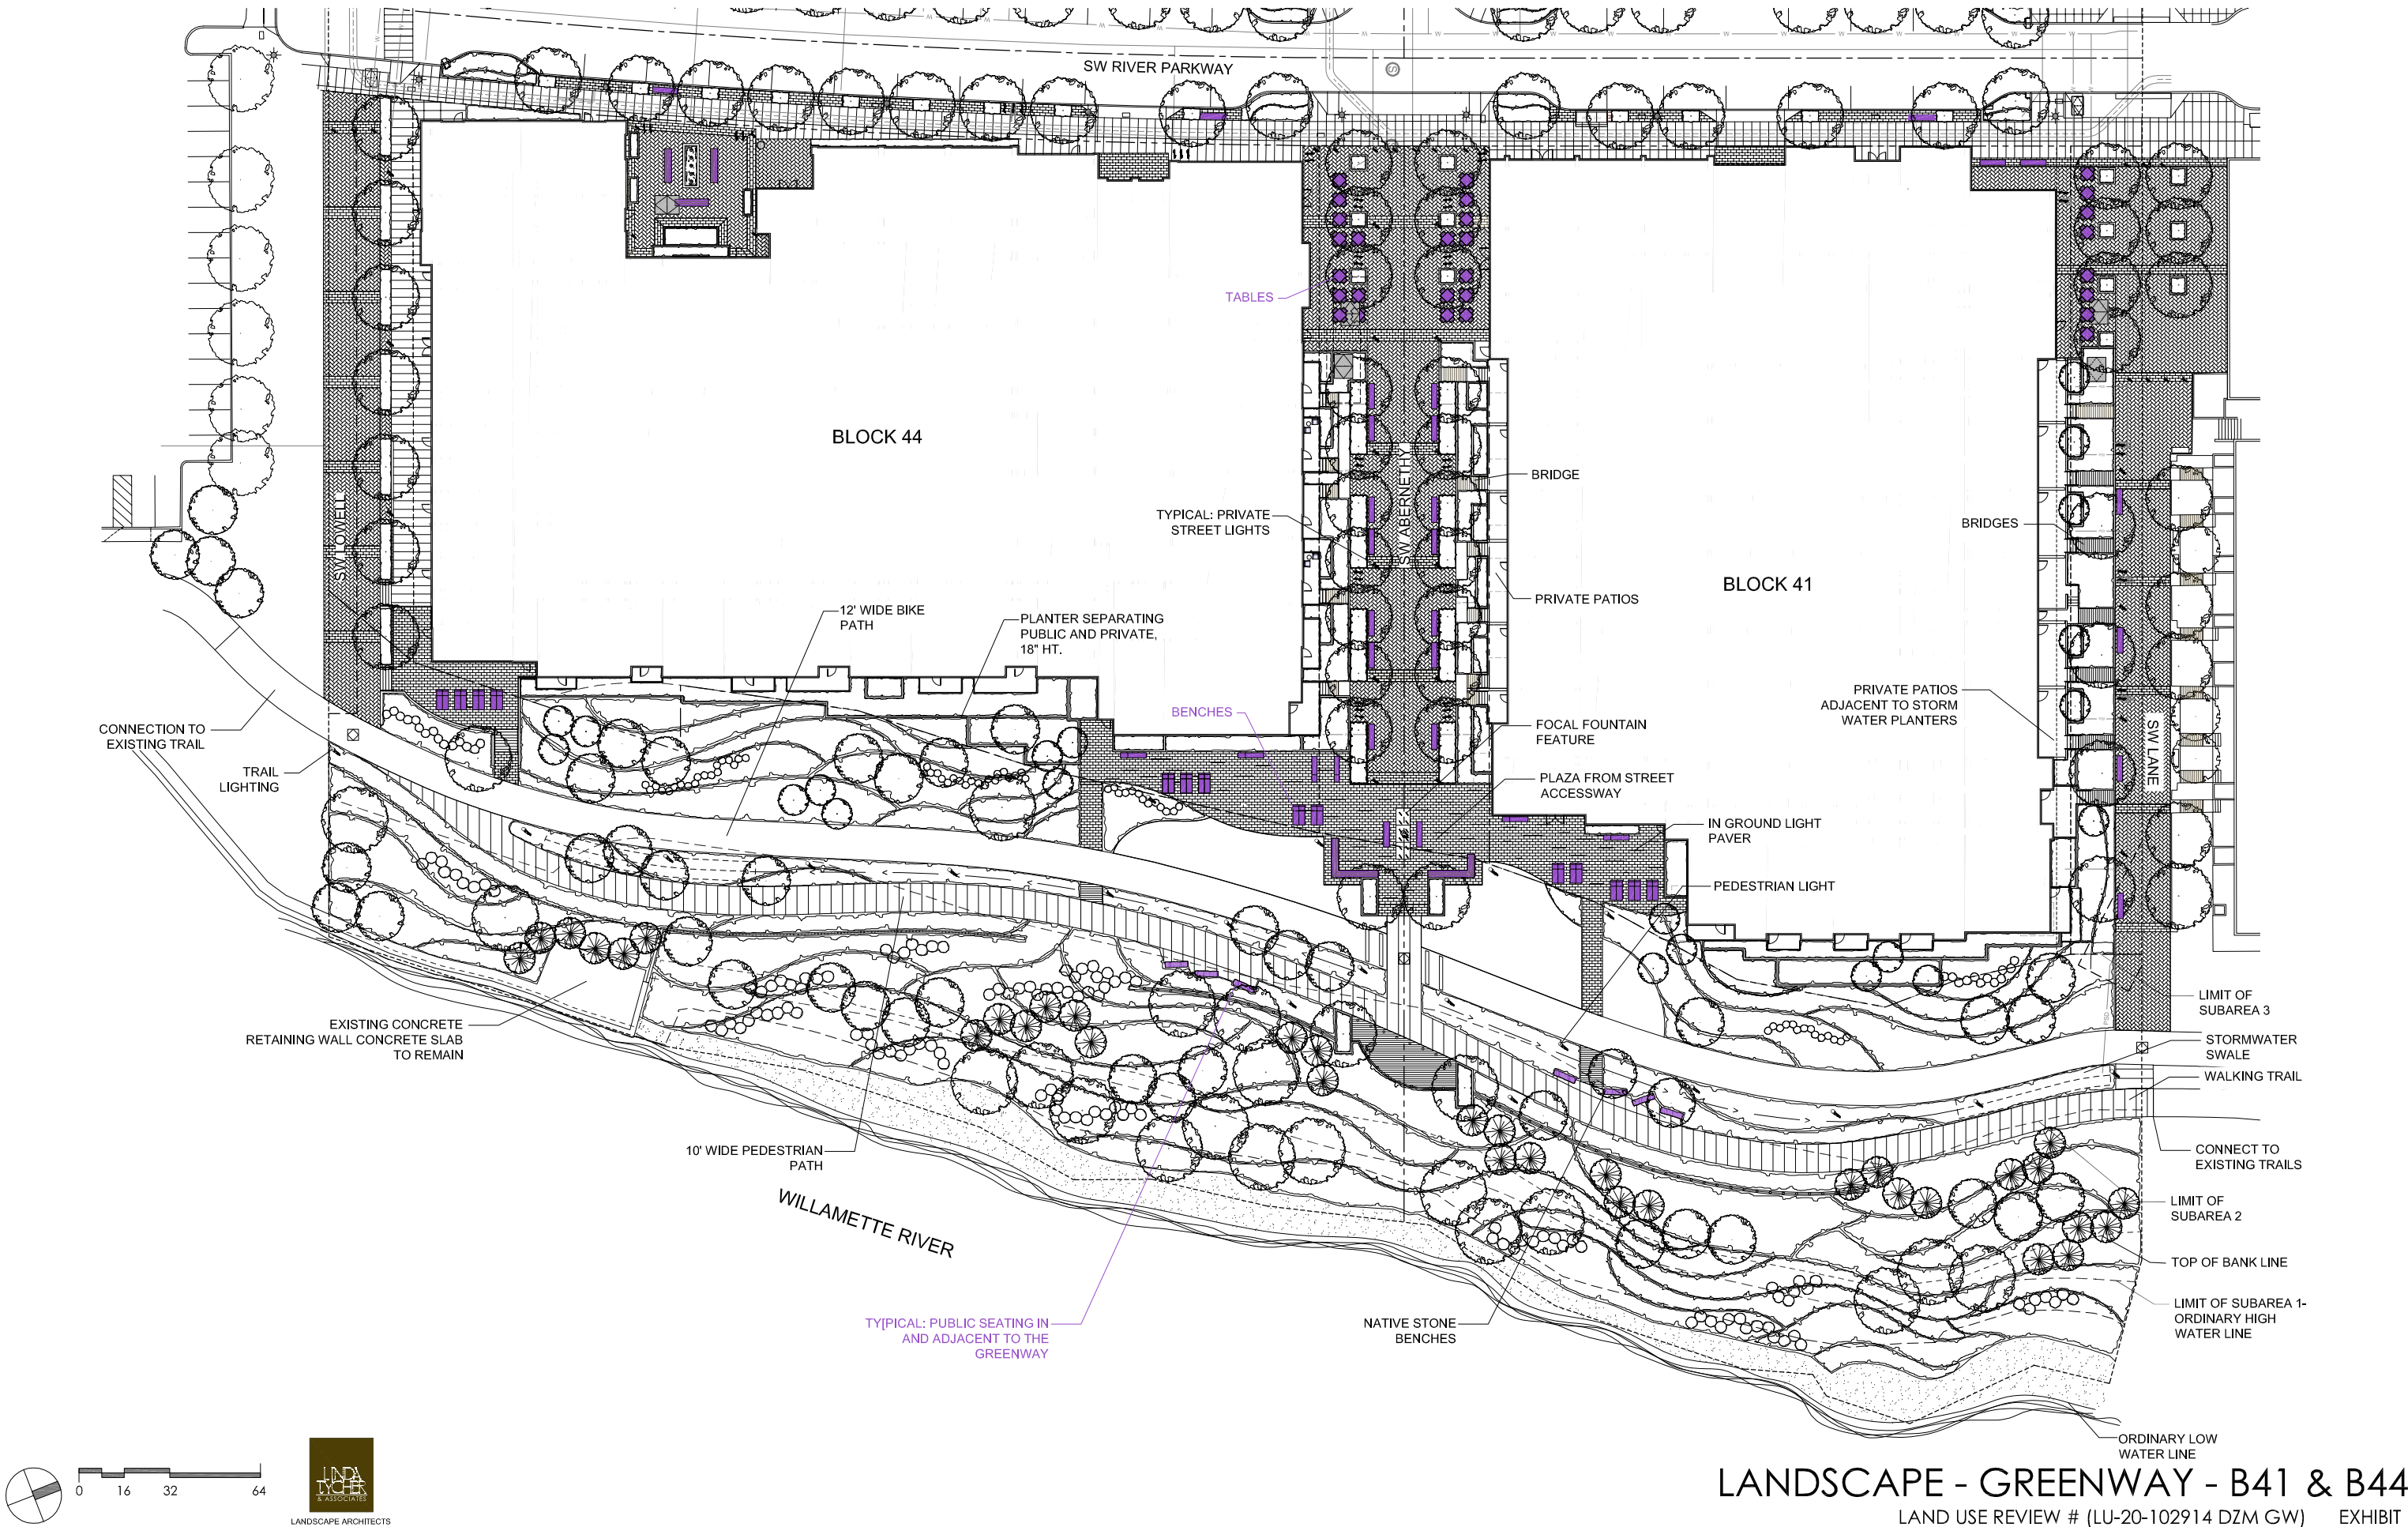 SW RIVER PARKWAY
TABLES
BLOCK 44
BRIDGE
SW ABERNETHY
TYPICAL: PRIVATE
STREET LIGHTS
BRIDGES
SW LOWELL
BLOCK 41
PRIVATE PATIOS
12' WIDE BIKE
PATH
PLANTER SEPARATING
PUBLIC AND PRIVATE,
18" HT.
PRIVATE PATIOS
ADJACENT TO STORM
WATER PLANTERS
SW LANE
CONNECTION TO
EXISTING TRAIL
BENCHES
FOCAL FOUNTAIN
FEATURE
TRAIL
LIGHTING
PLAZA FROM STREET
ACCESSWAY
IN GROUND LIGHT
PAVER
PEDESTRIAN LIGHT
LIMIT OF
SUBAREA 3
EXISTING CONCRETE
RETAINING WALL CONCRETE SLAB
TO REMAIN
STORMWATER
SWALE
WALKING TRAIL
10' WIDE PEDESTRIAN
PATH
CONNECT TO
EXISTING TRAILS
WILLAMETTE RIVER
LIMIT OF
SUBAREA 2
TOP OF BANK LINE
TY[PICAL: PUBLIC SEATING IN
AND ADJACENT TO THE
GREENWAY
NATIVE STONE
BENCHES
LIMIT OF SUBAREA 1-
ORDINARY HIGH
WATER LINE
ORDINARY LOW
WATER LINE
0 16 32 64
LINDA
TYCHER
& ASSOCIATES
LANDSCAPE ARCHITECTS
LANDSCAPE - GREENWAY - B41 & B44
LAND USE REVIEW # (LU-20-102914 DZM GW) EXHIBIT